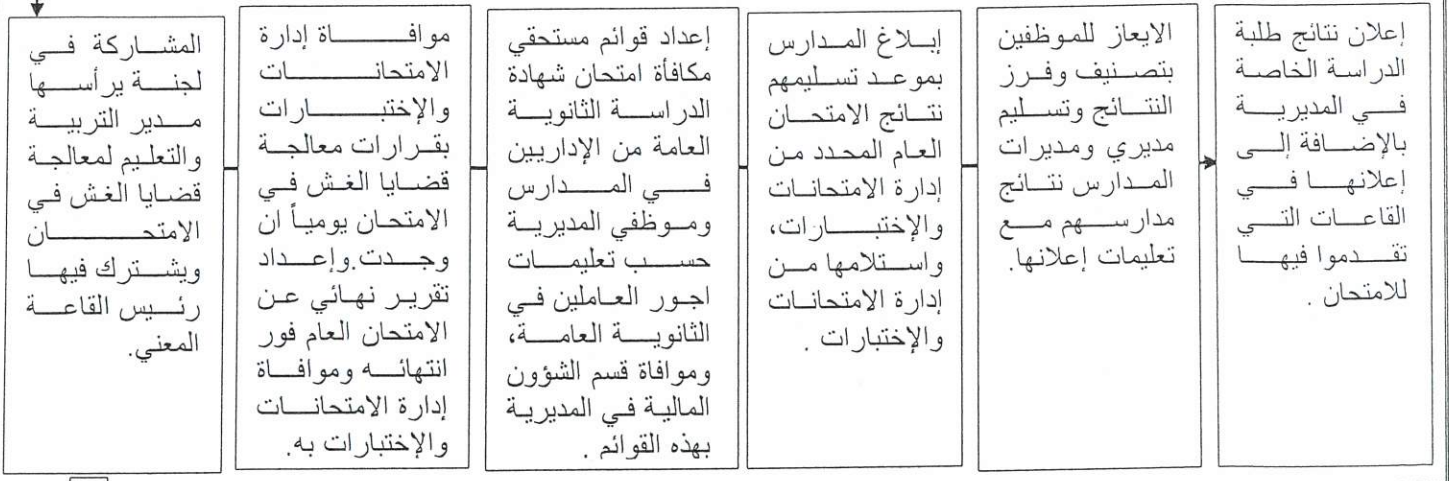 المشاركة في
لجنة يرأسها
مدير التربية
والتعليم لمعالجة
قضايا الغش في
الامتحان
ويشترك فيها
رئيس القاعة
المعني.
موافاة إدارة
الامتحانات
والإختبارات
بقرارات معالجة
قضايا الغش في
الامتحان يومياً ان
وجدت.وإعداد
تقرير نهائي عن
الامتحان العام فور
انتهائه وموافاة
إدارة الامتحانات
والإختبارات به.
إعداد قوائم مستحقي
مكافأة امتحان شهادة
الدراسة الثانوية
العامة من الإداريين
في المدارس
وموظفي المديرية
حسب تعليمات
اجور العاملين في
الثانوية العامة،
وموافاة قسم الشؤون
المالية في المديرية
بهذه القوائم .
إبلاغ المدارس
بموعد تسليمهم
نتائج الامتحان
العام المحدد من
إدارة الامتحانات
والإختبارات،
واستلامها من
إدارة الامتحانات
والإختبارات .
الايعاز للموظفين
بتصنيف وفرز
النتائج وتسليم
مديري ومديرات
المدارس نتائج
مدارسهم مع
تعليمات إعلانها.
إعلان نتائج طلبة
الدراسة الخاصة
في المديرية
بالإضافة إلى
إعلانها في
القاعات التي
تقدموا فيها
للامتحان .